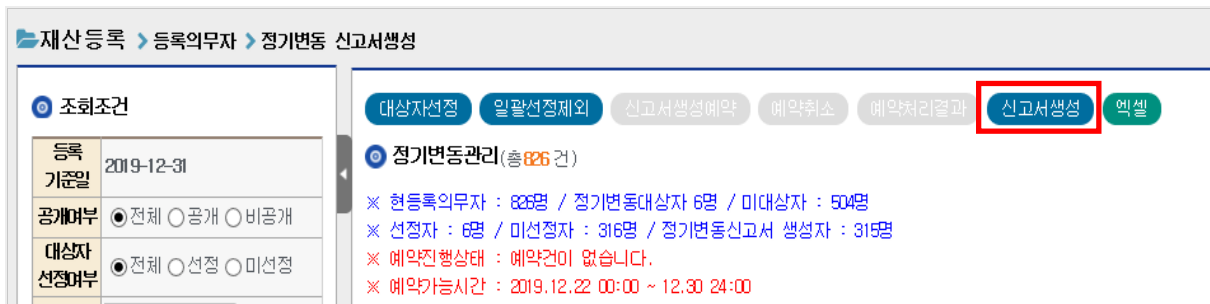 재산등록 > 등록의무자 > 정기변동 신고서생성
조회조건
등록
기준일
2019-12-31
공개여부
전체 공개 비공개
대상자
선정여부
전체 선정 미선정
대상자선정 일괄선정제외 신고서생성예약 예약취소 예약처리결과 신고서생성 엑셀
정기변동관리(총826 건)
※ 현등록의무자 : 826명 / 정기변동대상자 6명 / 미대상자 : 504명
※ 선정자 : 6명 / 미선정자 : 316명 / 정기변동신고서 생성자 : 315명
※ 예약진행상태 : 예약건이 없습니다.
※ 예약가능시간 : 2019.12.22 00:00 ~ 12.30 24:00